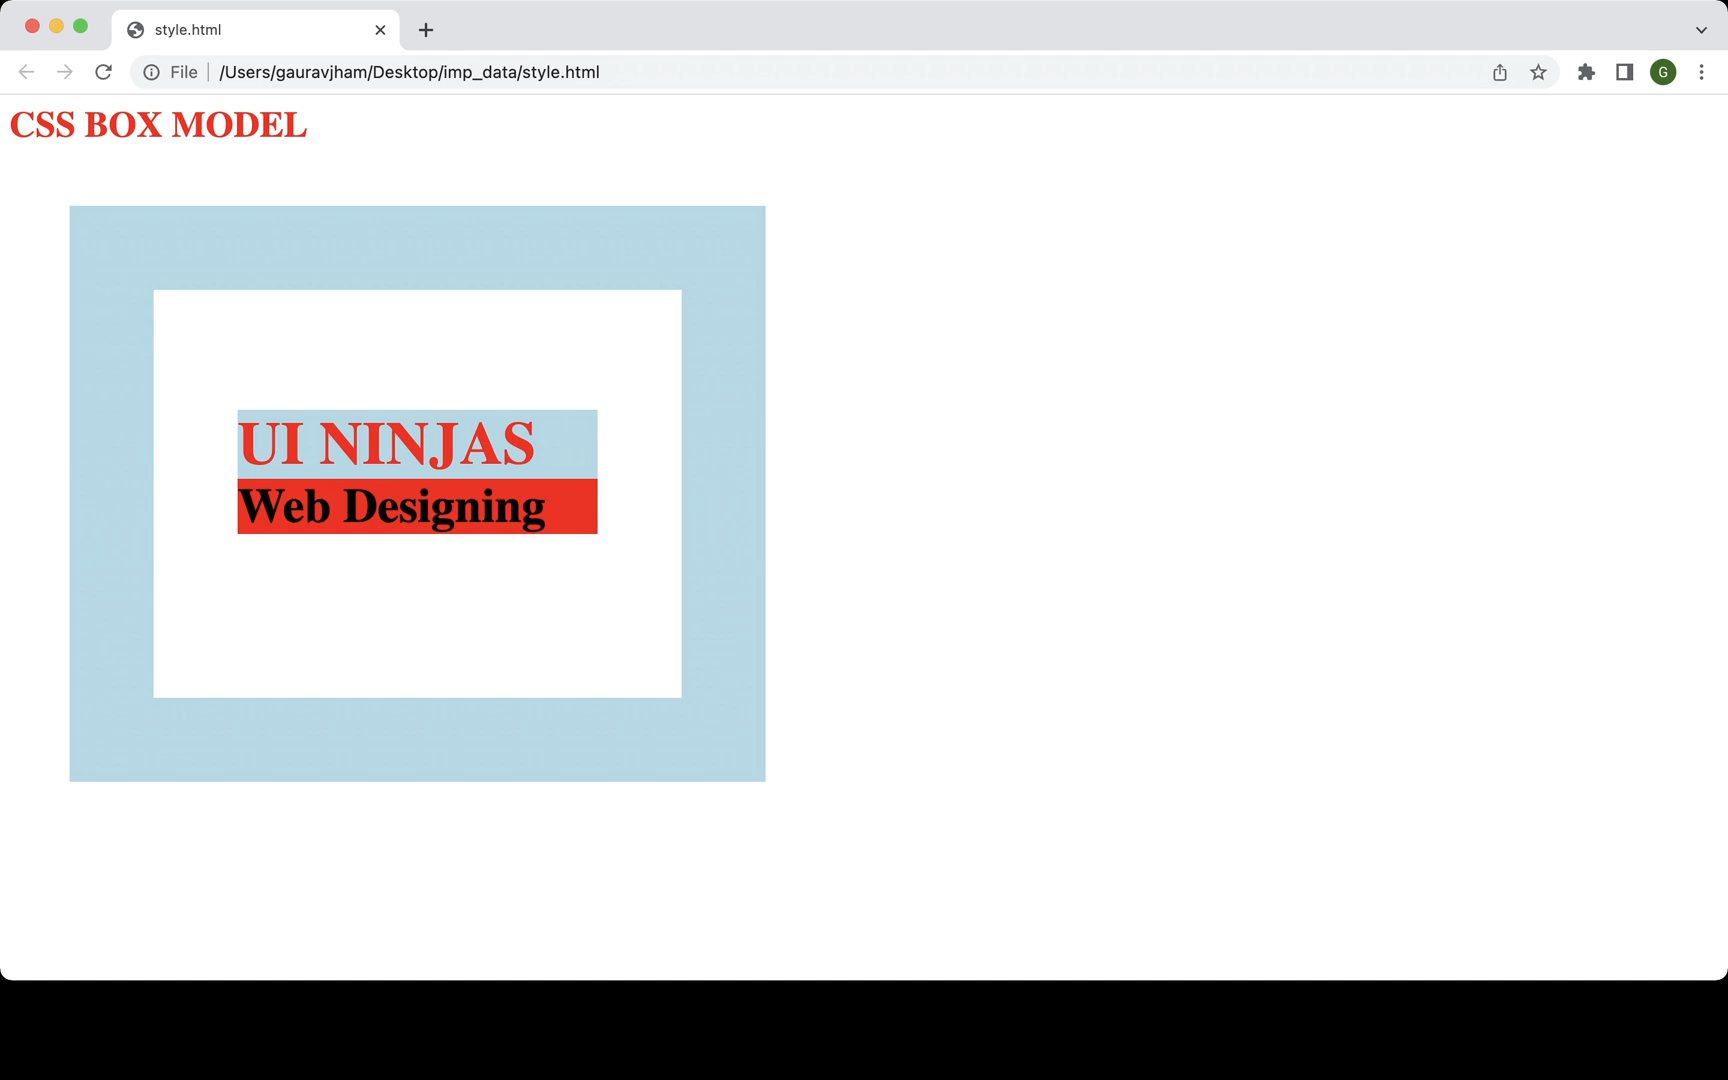 style.html
File /Users/gauravjham/Desktop/imp_data/style.html
G
CSS BOX MODEL
UI NINJAS
Web Designing